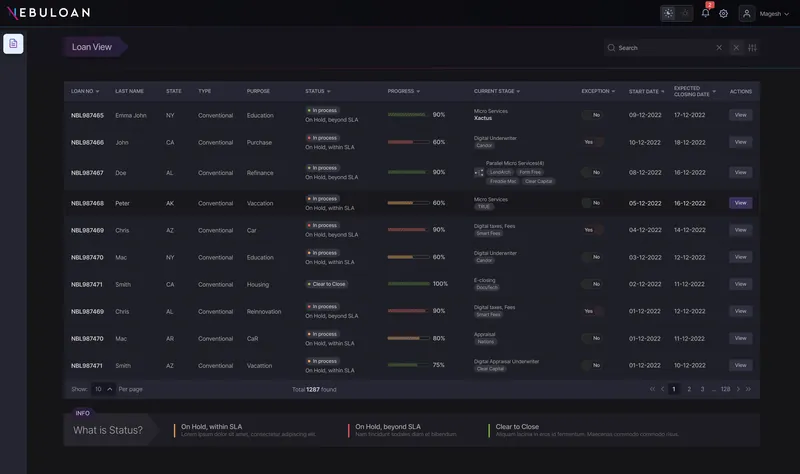 NEBULOAN
2
Magesh
Loan View
Search
LOAN NO LAST NAME STATE TYPE PURPOSE STATUS PROGRESS CURRENT STAGE EXCEPTION START DATE EXPECTED CLOSING DATE ACTIONS
NBL987465 Emma John NY Conventional Education In process On Hold, beyond SLA 90% Micro Services Xactus No 09-12-2022 17-12-2022 View
NBL987466 John CA Conventional Purchase In process On Hold, within SLA 60% Digital Underwriter Candor Yes 10-12-2022 18-12-2022 View
NBL987467 Doe AL Conventional Refinance In process On Hold, beyond SLA 90% Parallel Micro Services(4) LoanArch Form Free Freddie Mac Clear Capital No 08-12-2022 16-12-2022 View
NBL987468 Peter AK Conventional Vaccation In process On Hold, within SLA 60% Micro Services TRUE No 05-12-2022 16-12-2022 View
NBL987469 Chris AZ Conventional Car In process On Hold, beyond SLA 90% Digital taxes, Fees Smart Fees Yes 04-12-2022 14-12-2022 View
NBL987470 Mac NY Conventional Education In process On Hold, within SLA 60% Digital Underwriter Candor No 03-12-2022 12-12-2022 View
NBL987471 Smith CA Conventional Housing Clear to Close 100% E-closing DocuTech No 02-12-2022 11-12-2022 View
NBL987469 Chris AL Conventional Reinnovation In process On Hold, beyond SLA 90% Digital taxes, Fees Smart Fees Yes 01-12-2022 12-12-2022 View
NBL987470 Mac AR Conventional CaR In process On Hold, within SLA 80% Appraisal No 01-12-2022 11-12-2022 View
NBL987471 Smith AZ Conventional Vacattion In process On Hold, within SLA 75% Digital Appraiser Underwriter Clear Capital No 01-12-2022 10-12-2022 View
Show: 10 Per page Total 1287 found 1 2 3 ... 128
INFO
What is Status?
On Hold, within SLA
Lorem ipsum dolor sit amet, consectetur adipiscing elit.
On Hold, beyond SLA
Nam tincidunt sodales diam at bibendum.
Clear to Close
Aliquam lacinia in eros id fermentum. Maecenas commodo commodo risus.